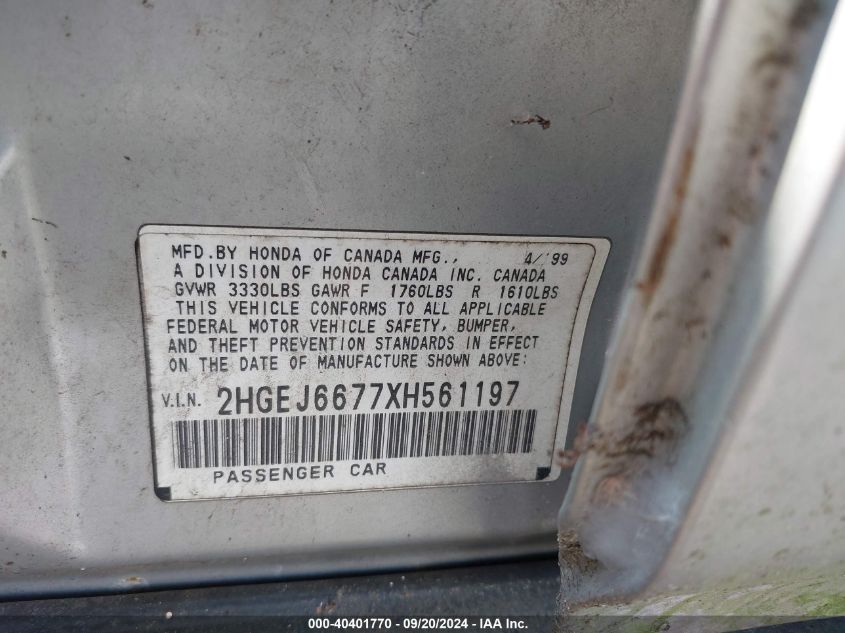 MFD.BY HONDA OF CANADA MFG., 4/'99
A DIVISION OF HONDA CANADA INC. CANADA
GVWR 3330LBS GAWR F 1760LBS R 1610LBS
THIS VEHICLE CONFORMS TO ALL APPLICABLE
FEDERAL MOTOR VEHICLE SAFETY, BUMPER,
AND THEFT PREVENTION STANDARDS IN EFFECT
ON THE DATE OF MANUFACTURE SHOWN ABOVE:
V.I.N. 2HGEJ6677XH561197
PASSENGER CAR
000-40401770 - 09/20/2024 - IAA Inc.